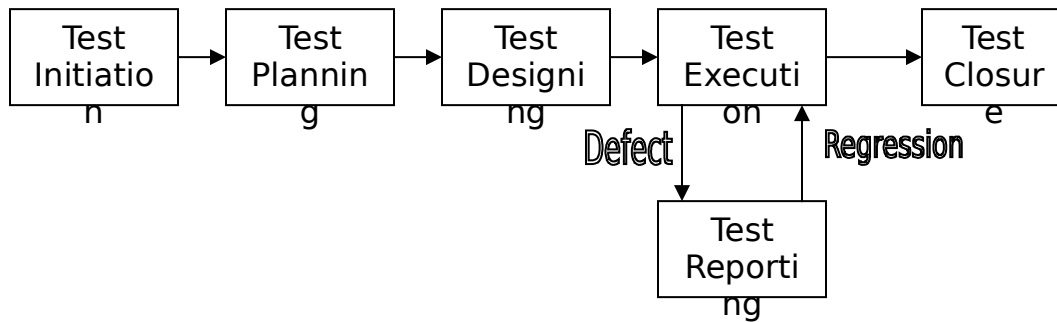 Test
Initiatio
n
Test
Plannin
g
Test
Designi
ng
Test
Executi
on
Test
Closur
e
Defect
Regression
Test
Reporti
ng